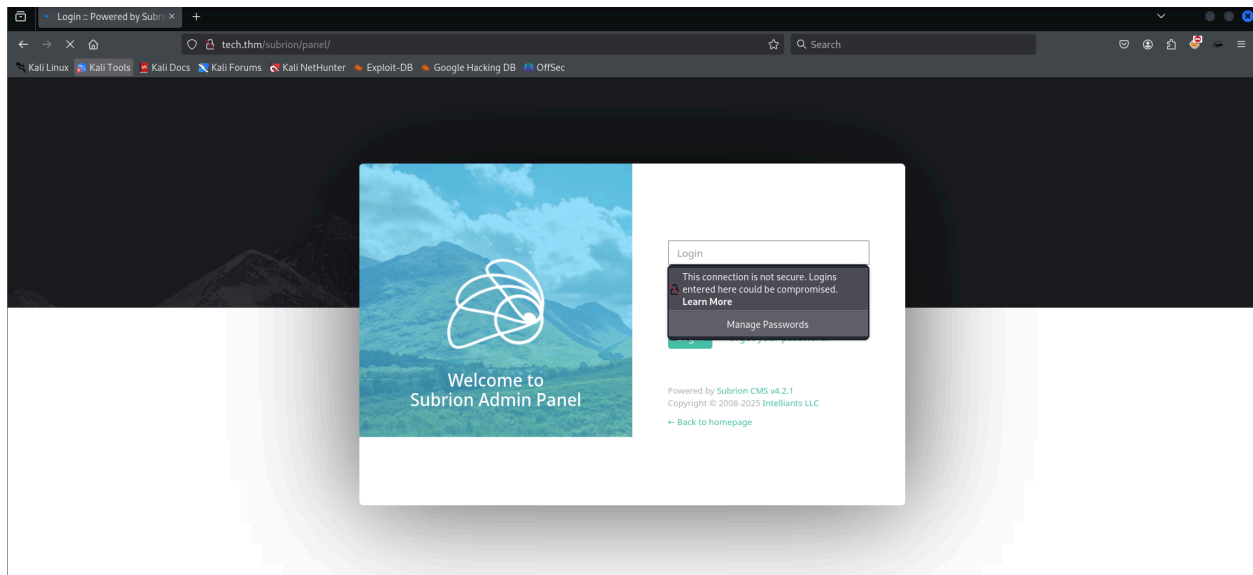 Login :: Powered by Subri
tech.thm/subrion/panel/
Search
Kali Linux Kali Tools Kali Docs Kali Forums Kali NetHunter Exploit-DB Google Hacking DB OffSec
Login
This connection is not secure. Logins
entered here could be compromised.
Learn More
Manage Passwords
Welcome to
Subrion Admin Panel
Powered by Subrion CMS v4.2.1
Copyright © 2008-2025 Intelliants LLC
← Back to homepage